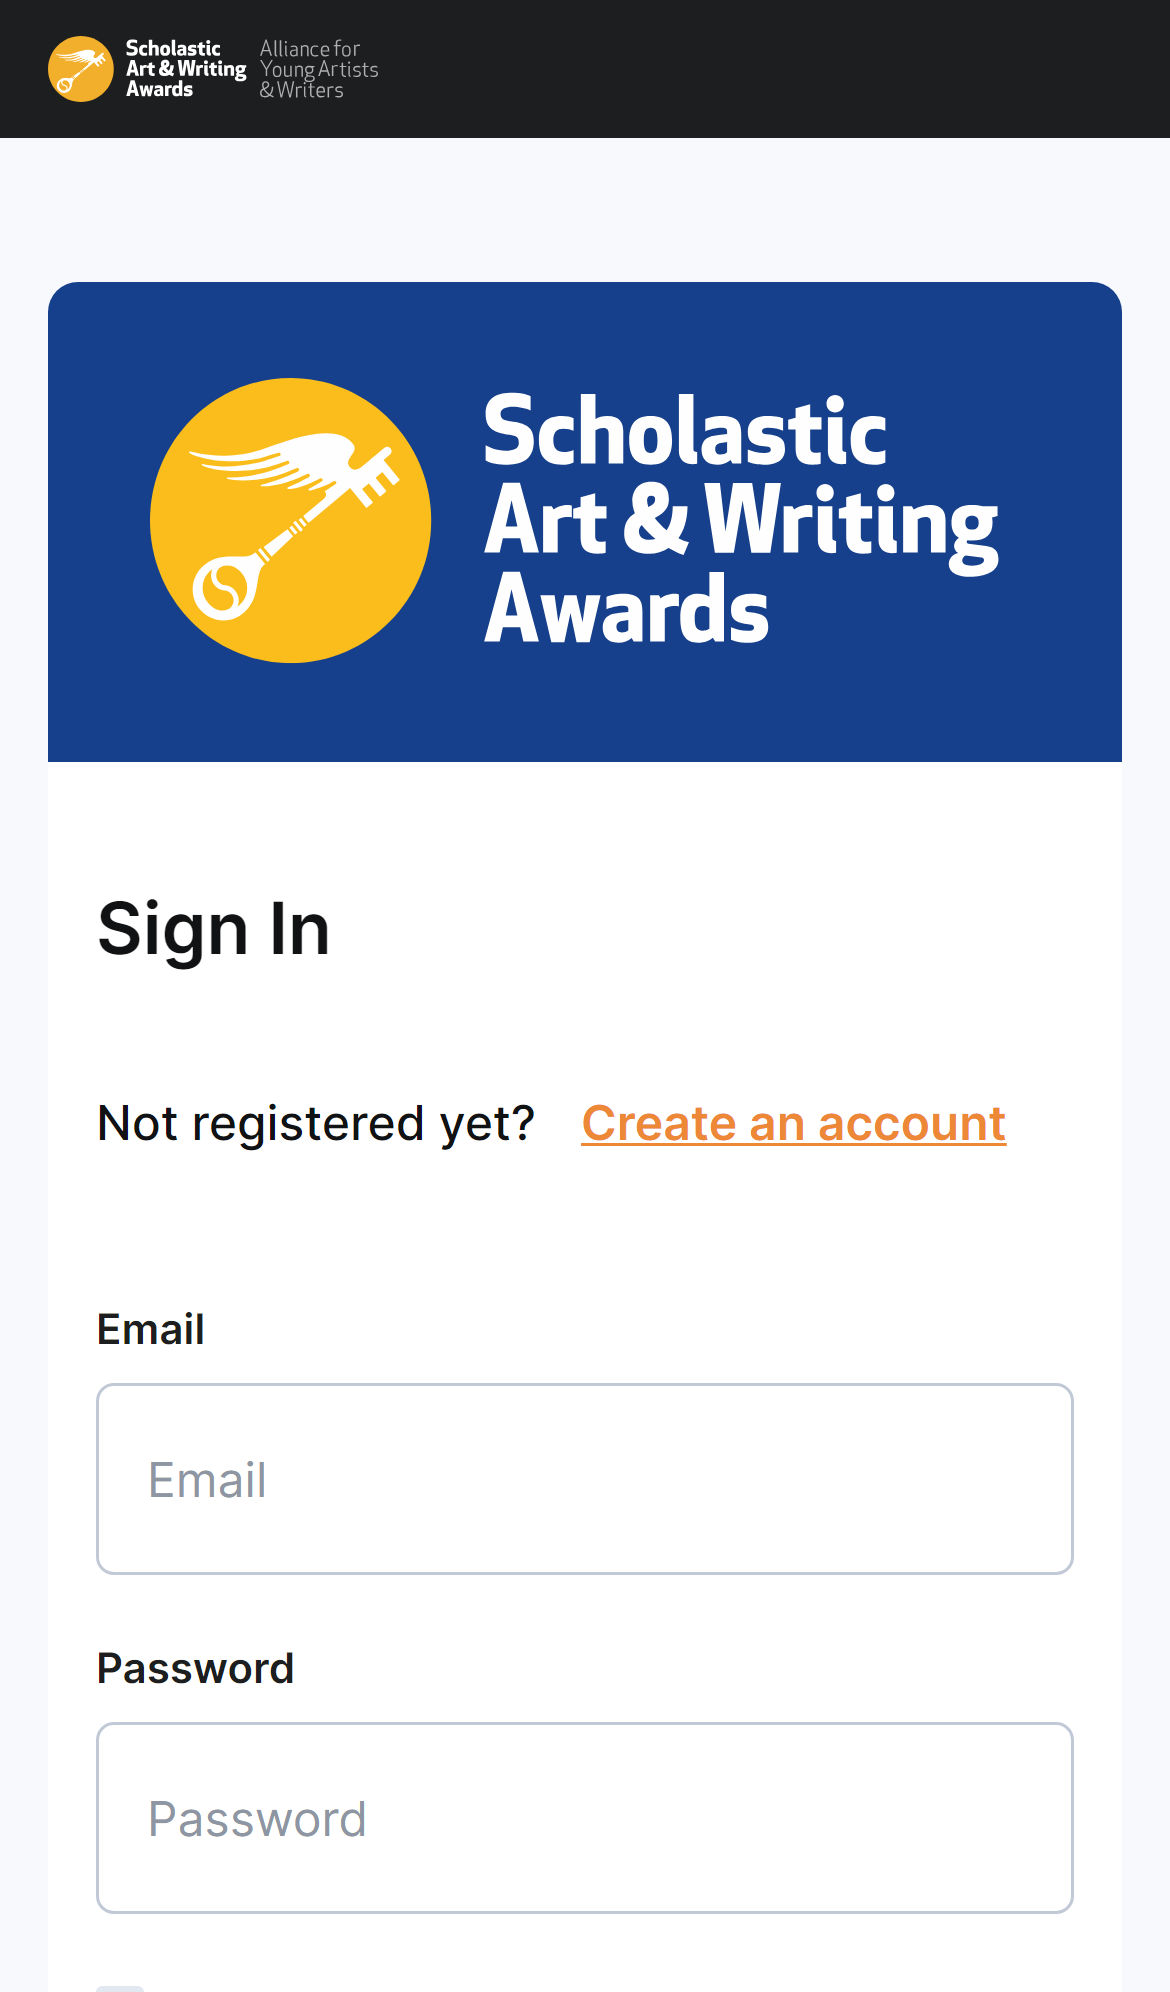 Scholastic
Art & Writing
Awards
Alliance for
Young Artists
& Writers
Scholastic
Art & Writing
Awards
Sign In
Not registered yet? Create an account
Email
Email
Password
Password